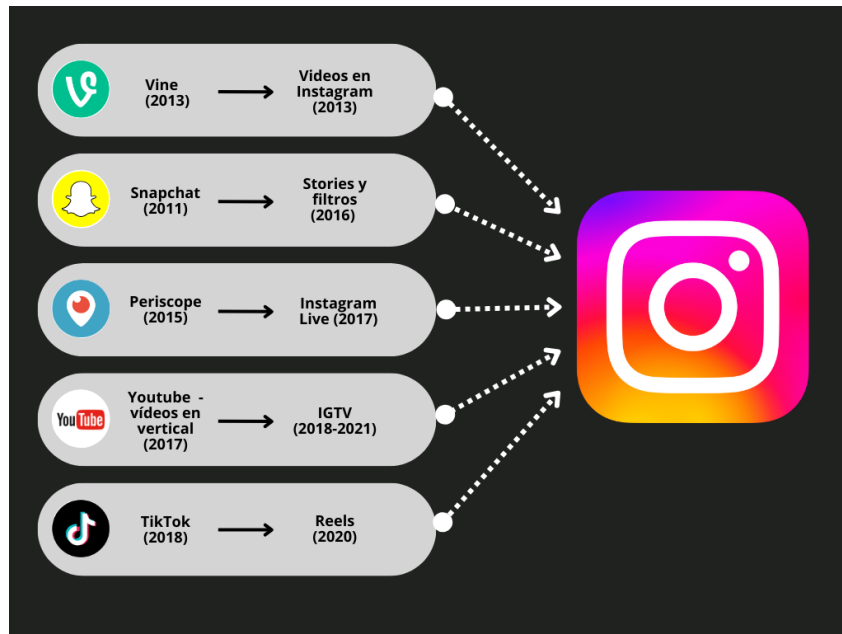 Vine
(2013)
Videos en
Instagram
(2013)
Snapchat
(2011)
Stories y
filtros
(2016)
Periscope
(2015)
Instagram
Live (2017)
YouTube
Youtube -
vídeos en
vertical
(2017)
IGTV
(2018-2021)
TikTok
(2018)
Reels
(2020)